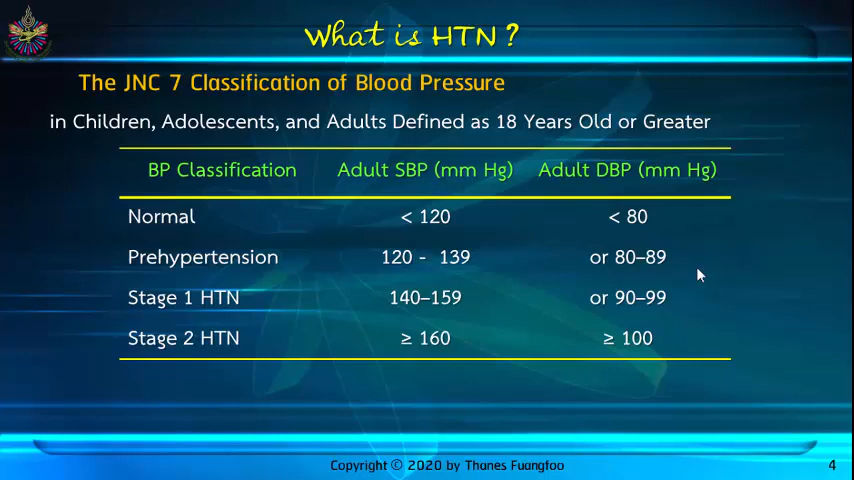 What is HTN ?
The JNC 7 Classification of Blood Pressure
in Children, Adolescents, and Adults Defined as 18 Years Old or Greater
BP Classification Adult SBP (mm Hg) Adult DBP (mm Hg)
Normal < 120 < 80
Prehypertension 120 - 139 or 80–89
Stage 1 HTN 140–159 or 90–99
Stage 2 HTN ≥ 160 ≥ 100
Copyright © 2020 by Thanes Fuangfoo 4